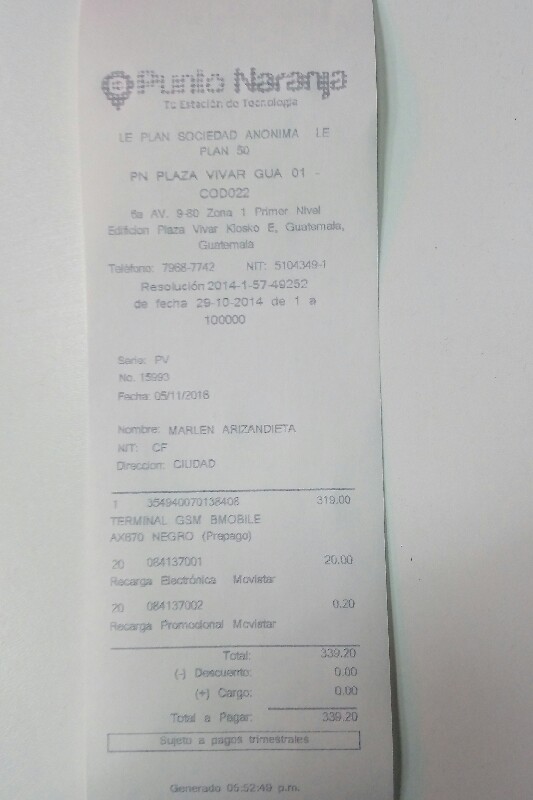 Punto Naranja
Tu Estación de Tecnología
LE PLAN SOCIEDAD ANONIMA LE
PLAN 50
PN PLAZA VIVAR GUA 01 -
COD022
6a AV. 9-80 Zona 1 Primer Nivel
Edificion Plaza Vivar Kiosko E, Guatemala,
Guatemala
Teléfono: 7968-7742 NIT: 5104349-1
Resolución 2014-1-57-49252
de fecha 29-10-2014 de 1 a
100000
Serie: PV
No. 15993
Fecha: 05/11/2018
Nombre: MARLEN ARIZANDIETA
NIT: CF
Direccion: CIUDAD
1 354940070138408 319.00
TERMINAL GSM BMOBILE
AX670 NEGRO (Prepago)
20 084137001 20.00
Recarga Electrónica Movistar
20 084137002 0.20
Recarga Promocional Movistar
Total: 339.20
(-) Descuento: 0.00
(+) Cargo: 0.00
Total a Pagar: 339.20
Sujeto a pagos trimestrales
Generado 05:52:49 p.m.